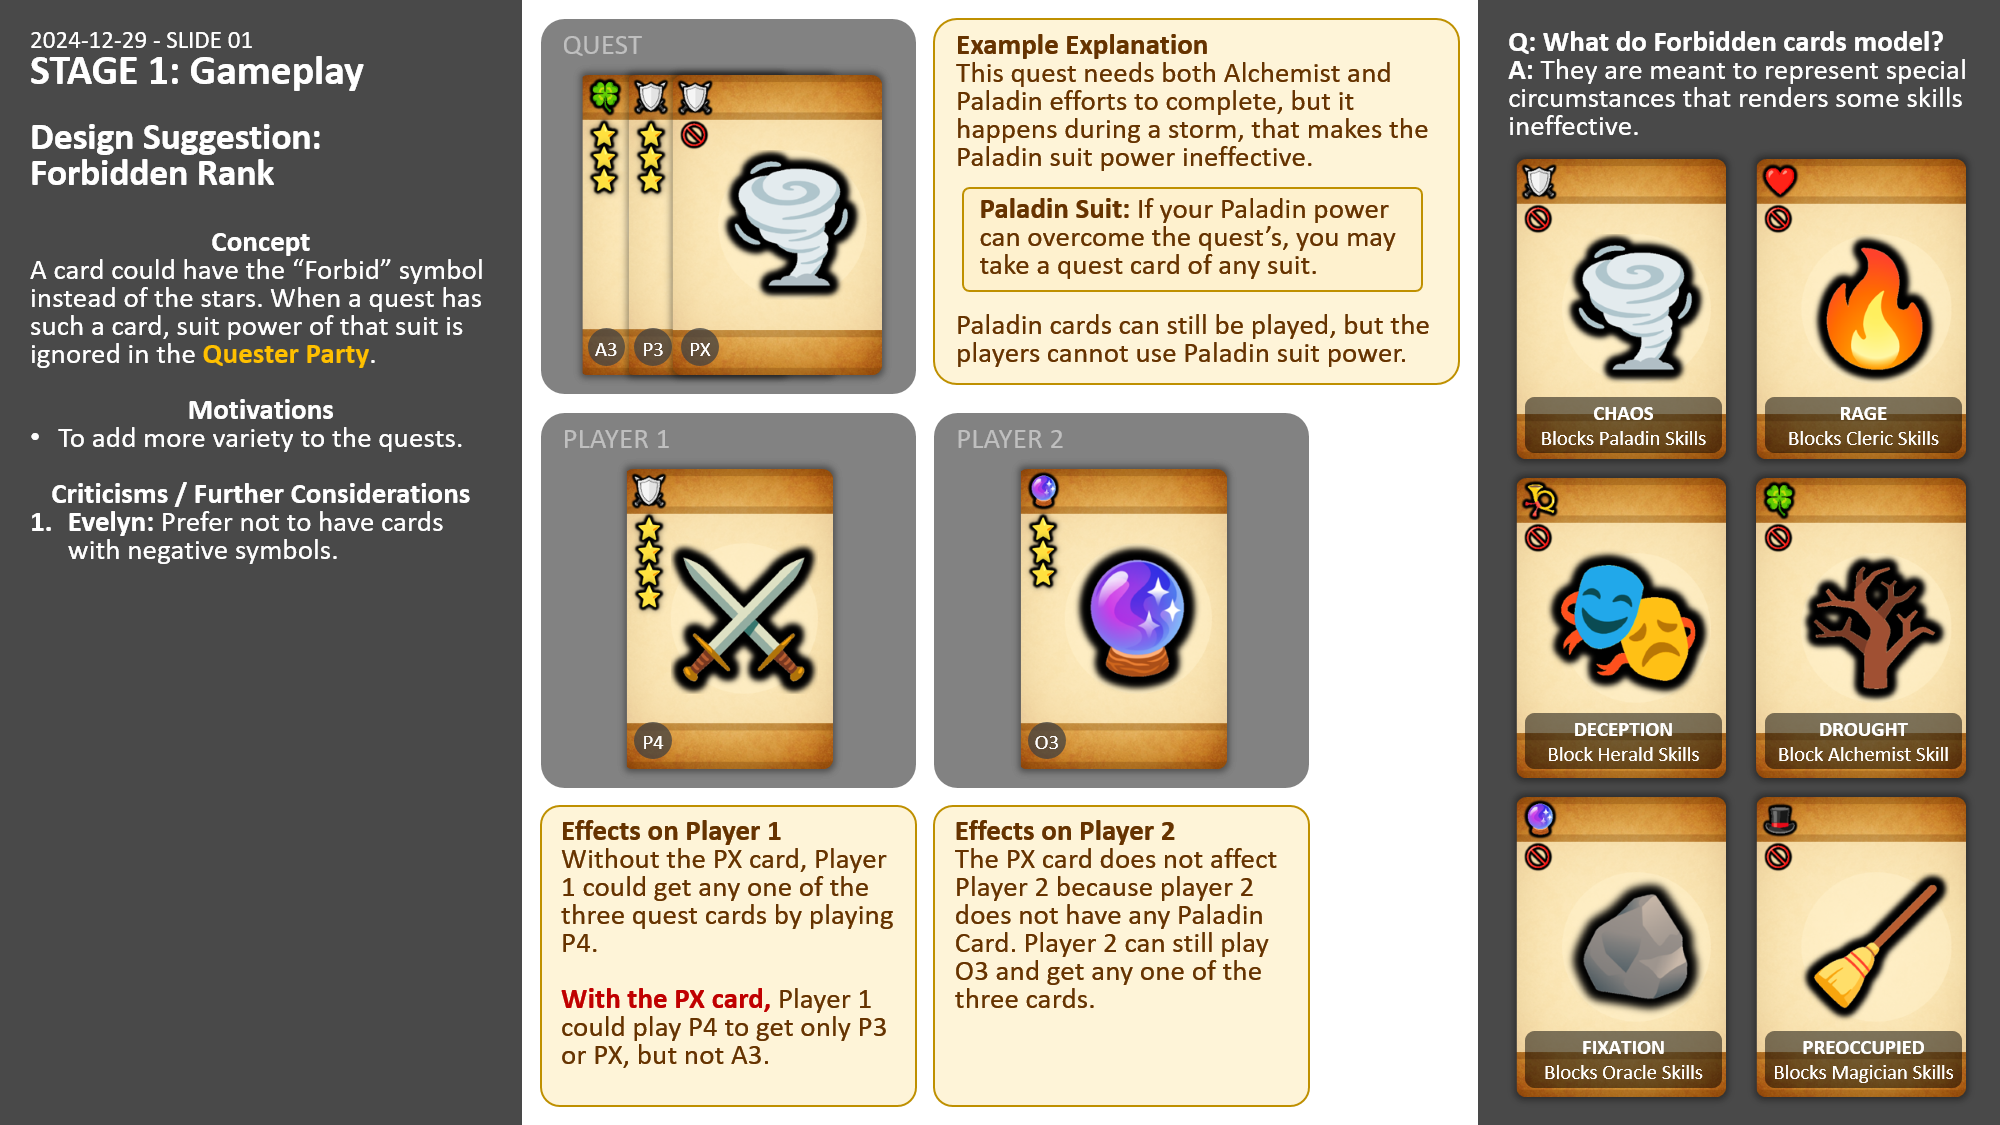 2024-12-29 - SLIDE 01
STAGE 1: Gameplay
Design Suggestion:
Forbidden Rank
Concept
A card could have the “Forbid” symbol
instead of the stars. When a quest has
such a card, suit power of that suit is
ignored in the Quester Party.
Motivations
• To add more variety to the quests.
Criticisms / Further Considerations
1. Evelyn: Prefer not to have cards
with negative symbols.
QUEST
A3 P3 PX
Example Explanation
This quest needs both Alchemist and
Paladin efforts to complete, but it
happens during a storm, that makes the
Paladin suit power ineffective.
Paladin Suit: If your Paladin power
can overcome the quest’s, you may
take a quest card of any suit.
Paladin cards can still be played, but the
players cannot use Paladin suit power.
PLAYER 1
P4
PLAYER 2
O3
Effects on Player 1
Without the PX card, Player
1 could get any one of the
three quest cards by playing
P4.
With the PX card, Player 1
could play P4 to get only P3
or PX, but not A3.
Effects on Player 2
The PX card does not affect
Player 2 because player 2
does not have any Paladin
Card. Player 2 can still play
O3 and get any one of the
three cards.
Q: What do Forbidden cards model?
A: They are meant to represent special
circumstances that renders some skills
ineffective.
CHAOS
Blocks Paladin Skills
RAGE
Blocks Cleric Skills
DECEPTION
Block Herald Skills
DROUGHT
Block Alchemist Skill
FIXATION
Blocks Oracle Skills
PREOCCUPIED
Blocks Magician Skills